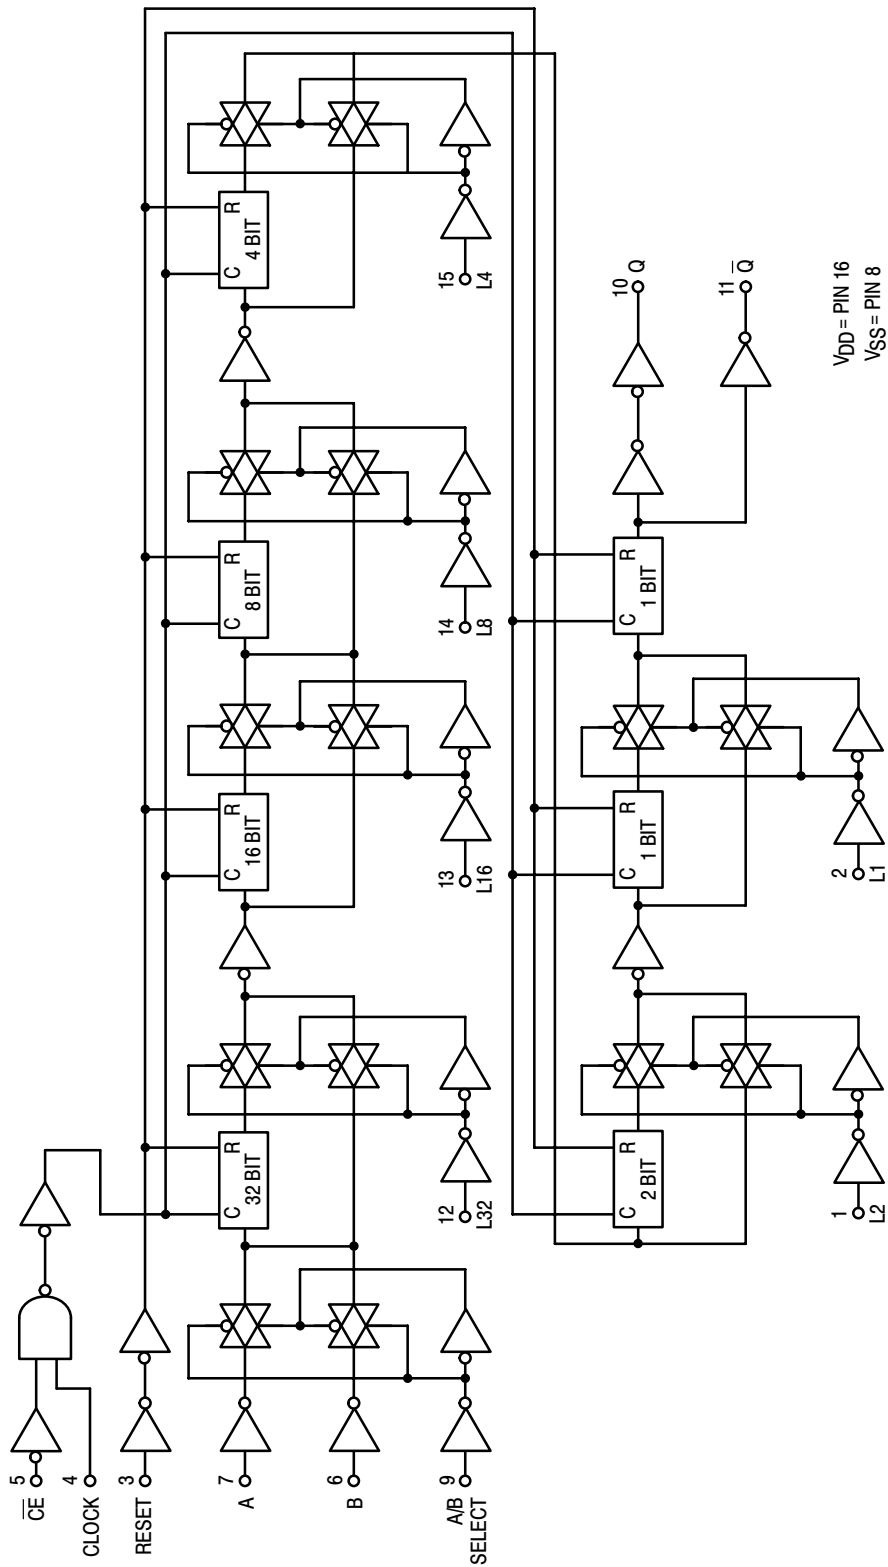 5
C̅E̅
4
CLOCK
3
RESET
7
A
C R
32 BIT
C R
16 BIT
C R
8 BIT
C R
4 BIT
6
B
9
A/B
SELECT
12
L32
13
L16
14
L8
15
L4
C R
2 BIT
C R
1 BIT
C R
1 BIT
10
Q
11
Q̅
1
L2
2
L1
VDD = PIN 16
VSS = PIN 8